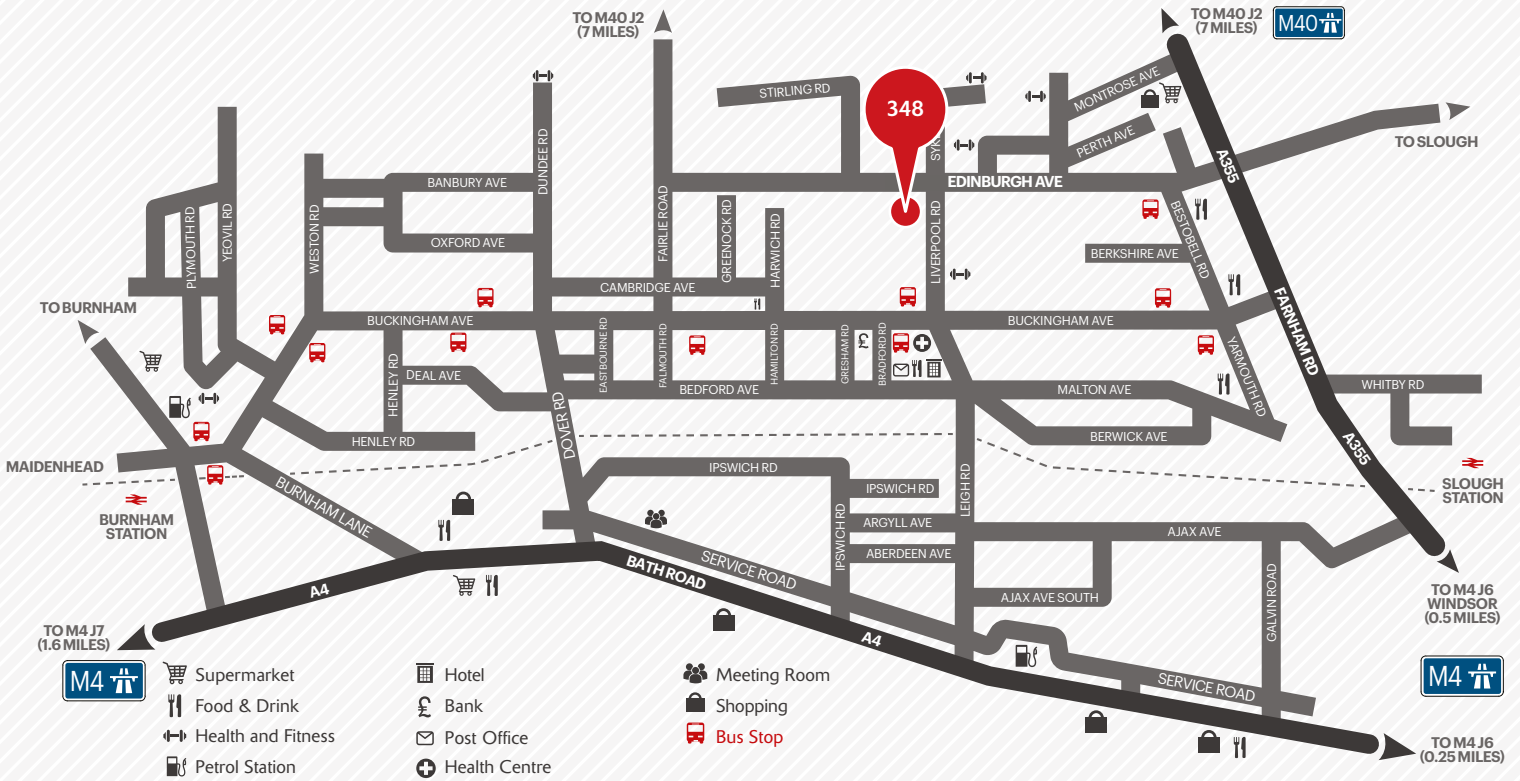 TO M40 J2
(7 MILES)
TO M40 J2
(7 MILES)
M40
STIRLING RD
348
MONTROSE AVE
PERTH AVE
A355
TO SLOUGH
DUNDEE RD
BANBURY AVE
EDINBURGH AVE
PLYMOUTH RD
YEOVIL RD
WESTON RD
FAIRLIE ROAD
GREENOCK RD
HARWICH RD
LIVERPOOL RD
BESTOBELL RD
OXFORD AVE
BERKSHIRE AVE
CAMBRIDGE AVE
TO BURNHAM
BUCKINGHAM AVE
BUCKINGHAM AVE
FARNHAM RD
HENLEY RD
EASTBOURNE RD
FALMOUTH RD
HAMILTON RD
GRESHAM RD
BRADFORD RD
YARMOUTH RD
DEAL AVE
BEDFORD AVE
MALTON AVE
WHITBY RD
DOVER RD
HENLEY RD
BERWICK AVE
A355
MAIDENHEAD
IPSWICH RD
IPSWICH RD
LEIGH RD
SLOUGH
STATION
BURNHAM
STATION
BURNHAM LANE
IPSWICH RD
ARGYLL AVE
AJAX AVE
ABERDEEN AVE
SERVICE ROAD
BATH ROAD
A4
AJAX AVE SOUTH
GALVIN ROAD
TO M4 J6
WINDSOR
(0.5 MILES)
TO M4 J7
(1.6 MILES)
A4
M4
SERVICE ROAD
M4
TO M4 J6
(0.25 MILES)
Supermarket
Food & Drink
Health and Fitness
Petrol Station
Hotel
£ Bank
Post Office
Health Centre
Meeting Room
Shopping
Bus Stop